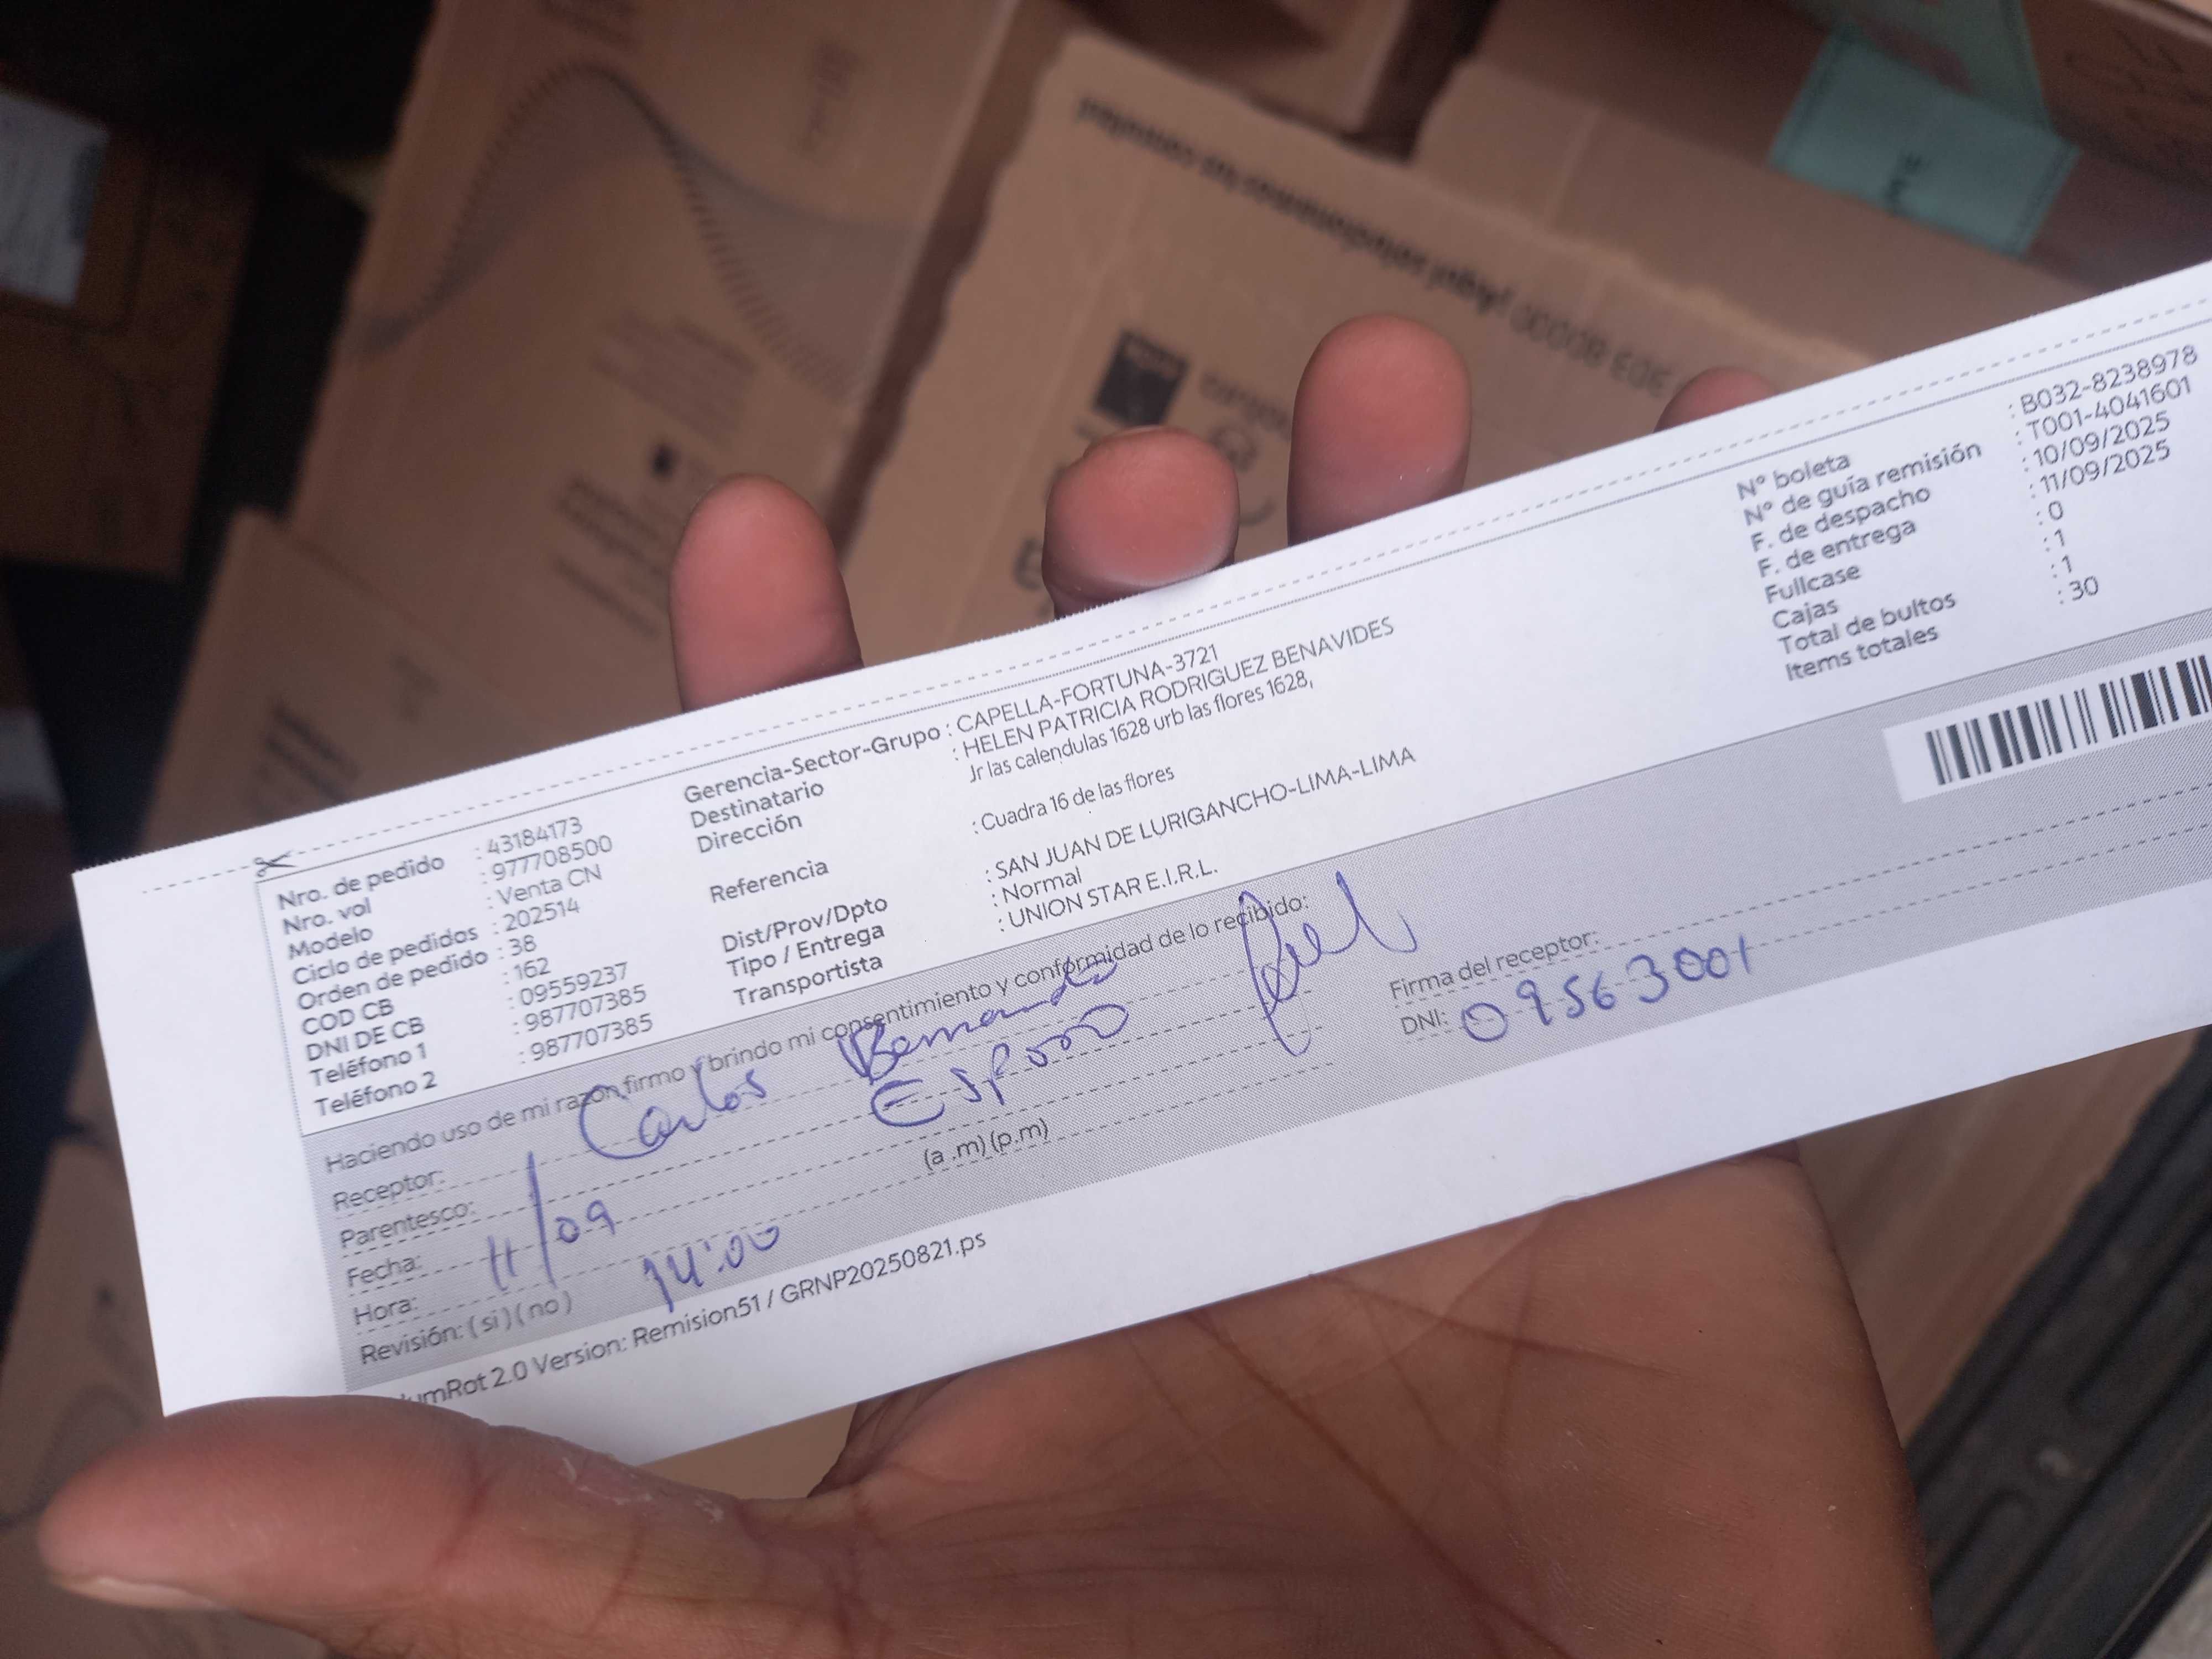 Nro. de pedido : 43184173
Nro. vol : 977708500
Modelo : Venta CN
Ciclo de pedidos : 202514
Orden de pedido : 38
COD CB : 162
DNI DE CB : 09559237
Teléfono 1 : 987707385
Teléfono 2 : 987707385
Gerencia-Sector-Grupo : CAPELLA-FORTUNA-3721
Destinatario : HELEN PATRICIA RODRIGUEZ BENAVIDES
Dirección Jr las calendulas 1628 urb las flores 1628,
Referencia : Cuadra 16 de las flores
Dist/Prov/Dpto : SAN JUAN DE LURIGANCHO-LIMA-LIMA
Tipo / Entrega : Normal
Transportista : UNION STAR E.I.R.L.
N° boleta : B032-8238978
N° de guía remisión : T001-4041601
F. de despacho : 10/09/2025
F. de entrega : 11/09/2025
Fullcase : 0
Cajas : 1
Total de bultos : 1
Items totales : 30
Haciendo uso de mi razón firmo y brindo mi consentimiento y conformidad de lo recibido:
Receptor: Carlos Bernando
Parentesco: Esposo
Fecha: 11/09
Hora: 14:00 (a .m) (p.m)
Revisión: ( si ) ( no )
Firma del receptor:
DNI: 09563001
umRot 2.0 Version: Remision51 / GRNP20250821.ps